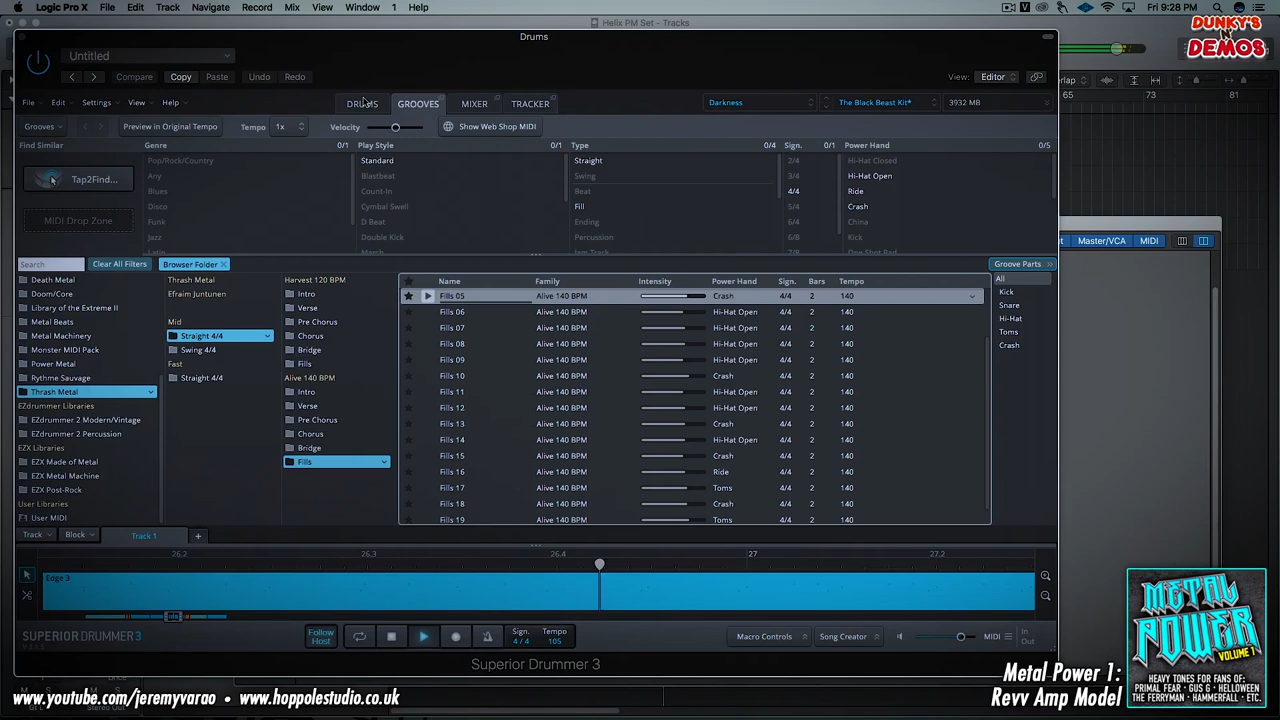 Logic Pro X File Edit Track Navigate Record Mix View Window 1 Help
Fri 9:28 PM
Helix PM Set - Tracks
DUNKY'S
N'
DEMOS
Drums
Untitled
Compare Copy Paste Undo Redo
View: Editor
File Edit Settings View Help
DRUMS GROOVES MIXER TRACKER
Darkness The Black Beast Kit* 3932 MB
65 73 81
Grooves Preview in Original Tempo Tempo 1x Velocity Show Web Shop MIDI
Find Similar Genre 0/1 Play Style 0/1 Type 0/4 Sign. 0/1 Power Hand 0/5
Tap2Find...
MIDI Drop Zone
Pop/Rock/Country Standard Straight 2/4 Hi-Hat Closed
Any Blastbeat Swing 3/4 Hi-Hat Open
Blues Count-In Beat 4/4 Ride
Disco Cymbal Swell Fill 5/4 Crash
Funk D Beat Ending 6/4 China
Jazz Double Kick Percussion 6/8 Kick
Search Clear All Filters Browser Folder x
Groove Parts
Master/VCA MIDI
Death Metal
Doom/Core
Library of the Extreme II
Metal Beats
Metal Machinery
Monster MIDI Pack
Power Metal
Rythme Sauvage
Thrash Metal
EZdrummer Libraries
EZdrummer 2 Modern/Vintage
EZdrummer 2 Percussion
EZX Libraries
EZX Made of Metal
EZX Metal Machine
EZX Post-Rock
User Libraries
User MIDI
Thrash Metal
Efraim Juntunen
Mid
Straight 4/4
Swing 4/4
Fast
Straight 4/4
Harvest 120 BPM
Intro
Verse
Pre Chorus
Chorus
Bridge
Fills
Alive 140 BPM
Intro
Verse
Pre Chorus
Chorus
Bridge
Fills
Name Family Intensity Power Hand Sign. Bars Tempo
Fills 05 Alive 140 BPM Crash 4/4 2 140
Fills 06 Alive 140 BPM Hi-Hat Open 4/4 2 140
Fills 07 Alive 140 BPM Hi-Hat Open 4/4 2 140
Fills 08 Alive 140 BPM Hi-Hat Open 4/4 2 140
Fills 09 Alive 140 BPM Hi-Hat Open 4/4 2 140
Fills 10 Alive 140 BPM Crash 4/4 2 140
Fills 11 Alive 140 BPM Hi-Hat Open 4/4 2 140
Fills 12 Alive 140 BPM Hi-Hat Open 4/4 2 140
Fills 13 Alive 140 BPM Crash 4/4 2 140
Fills 14 Alive 140 BPM Hi-Hat Open 4/4 2 140
Fills 15 Alive 140 BPM Crash 4/4 2 140
Fills 16 Alive 140 BPM Ride 4/4 2 140
Fills 17 Alive 140 BPM Toms 4/4 2 140
Fills 18 Alive 140 BPM Crash 4/4 2 140
Fills 19 Alive 140 BPM Toms 4/4 2 140
All
Kick
Snare
Hi-Hat
Toms
Crash
Track Block Track 1 +
26.2 26.3 26.4 27 27.2
Edge 3
SUPERIOR DRUMMER 3
Follow
Host
Sign.
4/4
Tempo
105
Macro Controls Song Creator MIDI In
Out
Superior Drummer 3
METAL
POWER
VOLUME 1
HEAVY TONES FOR FANS OF:
PRIMAL FEAR · GUS G · HELLOWEEN
THE FERRYMAN · HAMMERFALL · ETC.
Metal Power 1:
Revv Amp Model
www.youtube.com/jeremyvarao • www.hoppolestudio.co.uk
Stereo Out